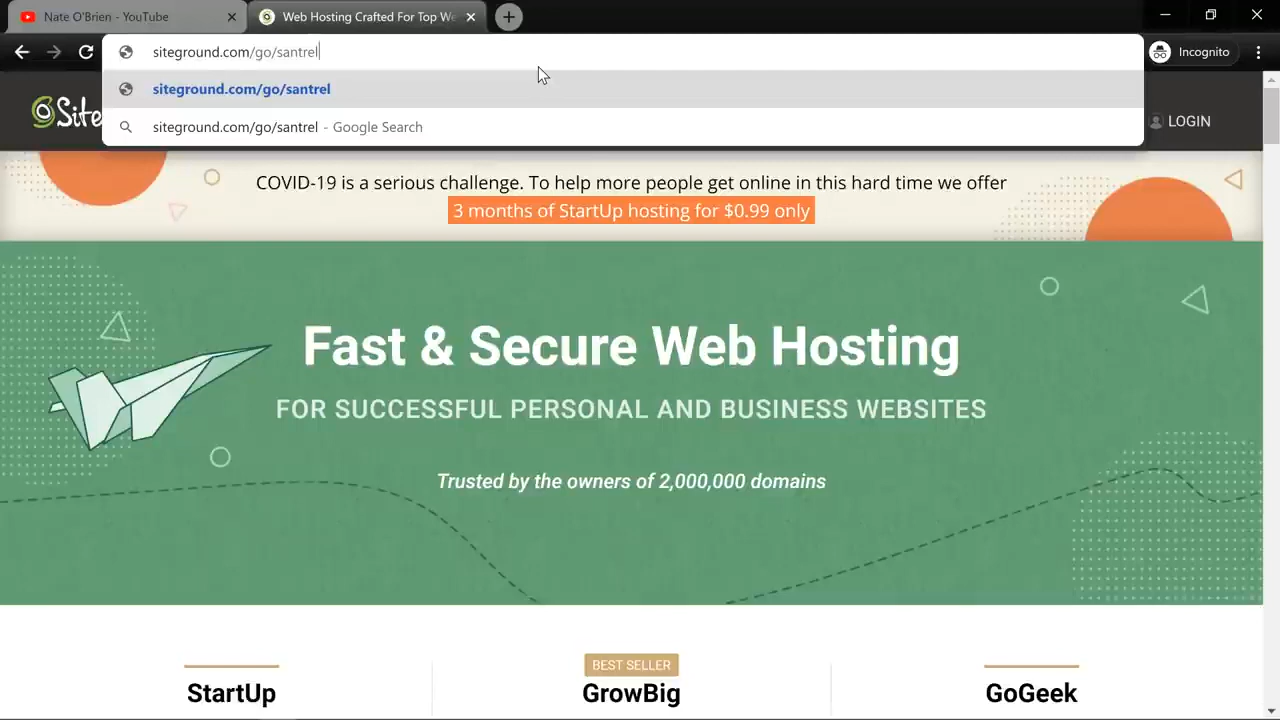 Nate O'Brien - YouTube
Web Hosting Crafted For Top We
siteground.com/go/santrel
Incognito
siteground.com/go/santrel
siteground.com/go/santrel - Google Search
Site
LOGIN
COVID-19 is a serious challenge. To help more people get online in this hard time we offer
3 months of StartUp hosting for $0.99 only
Fast & Secure Web Hosting
FOR SUCCESSFUL PERSONAL AND BUSINESS WEBSITES
Trusted by the owners of 2,000,000 domains
BEST SELLER
StartUp
GrowBig
GoGeek